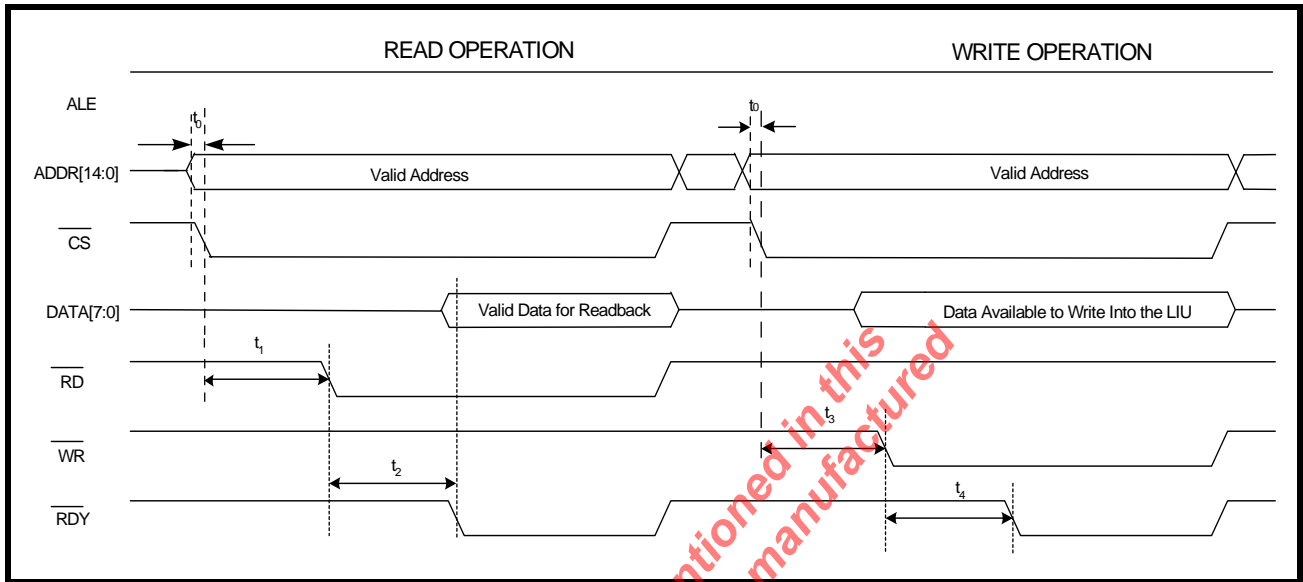 READ OPERATION
WRITE OPERATION
ALE
t0
t0
ADDR[14:0]
Valid Address
Valid Address
CS
DATA[7:0]
Valid Data for Readback
Data Available to Write Into the LIU
t1
RD
t3
WR
t2
t4
RDY
tioned in this
manufactured